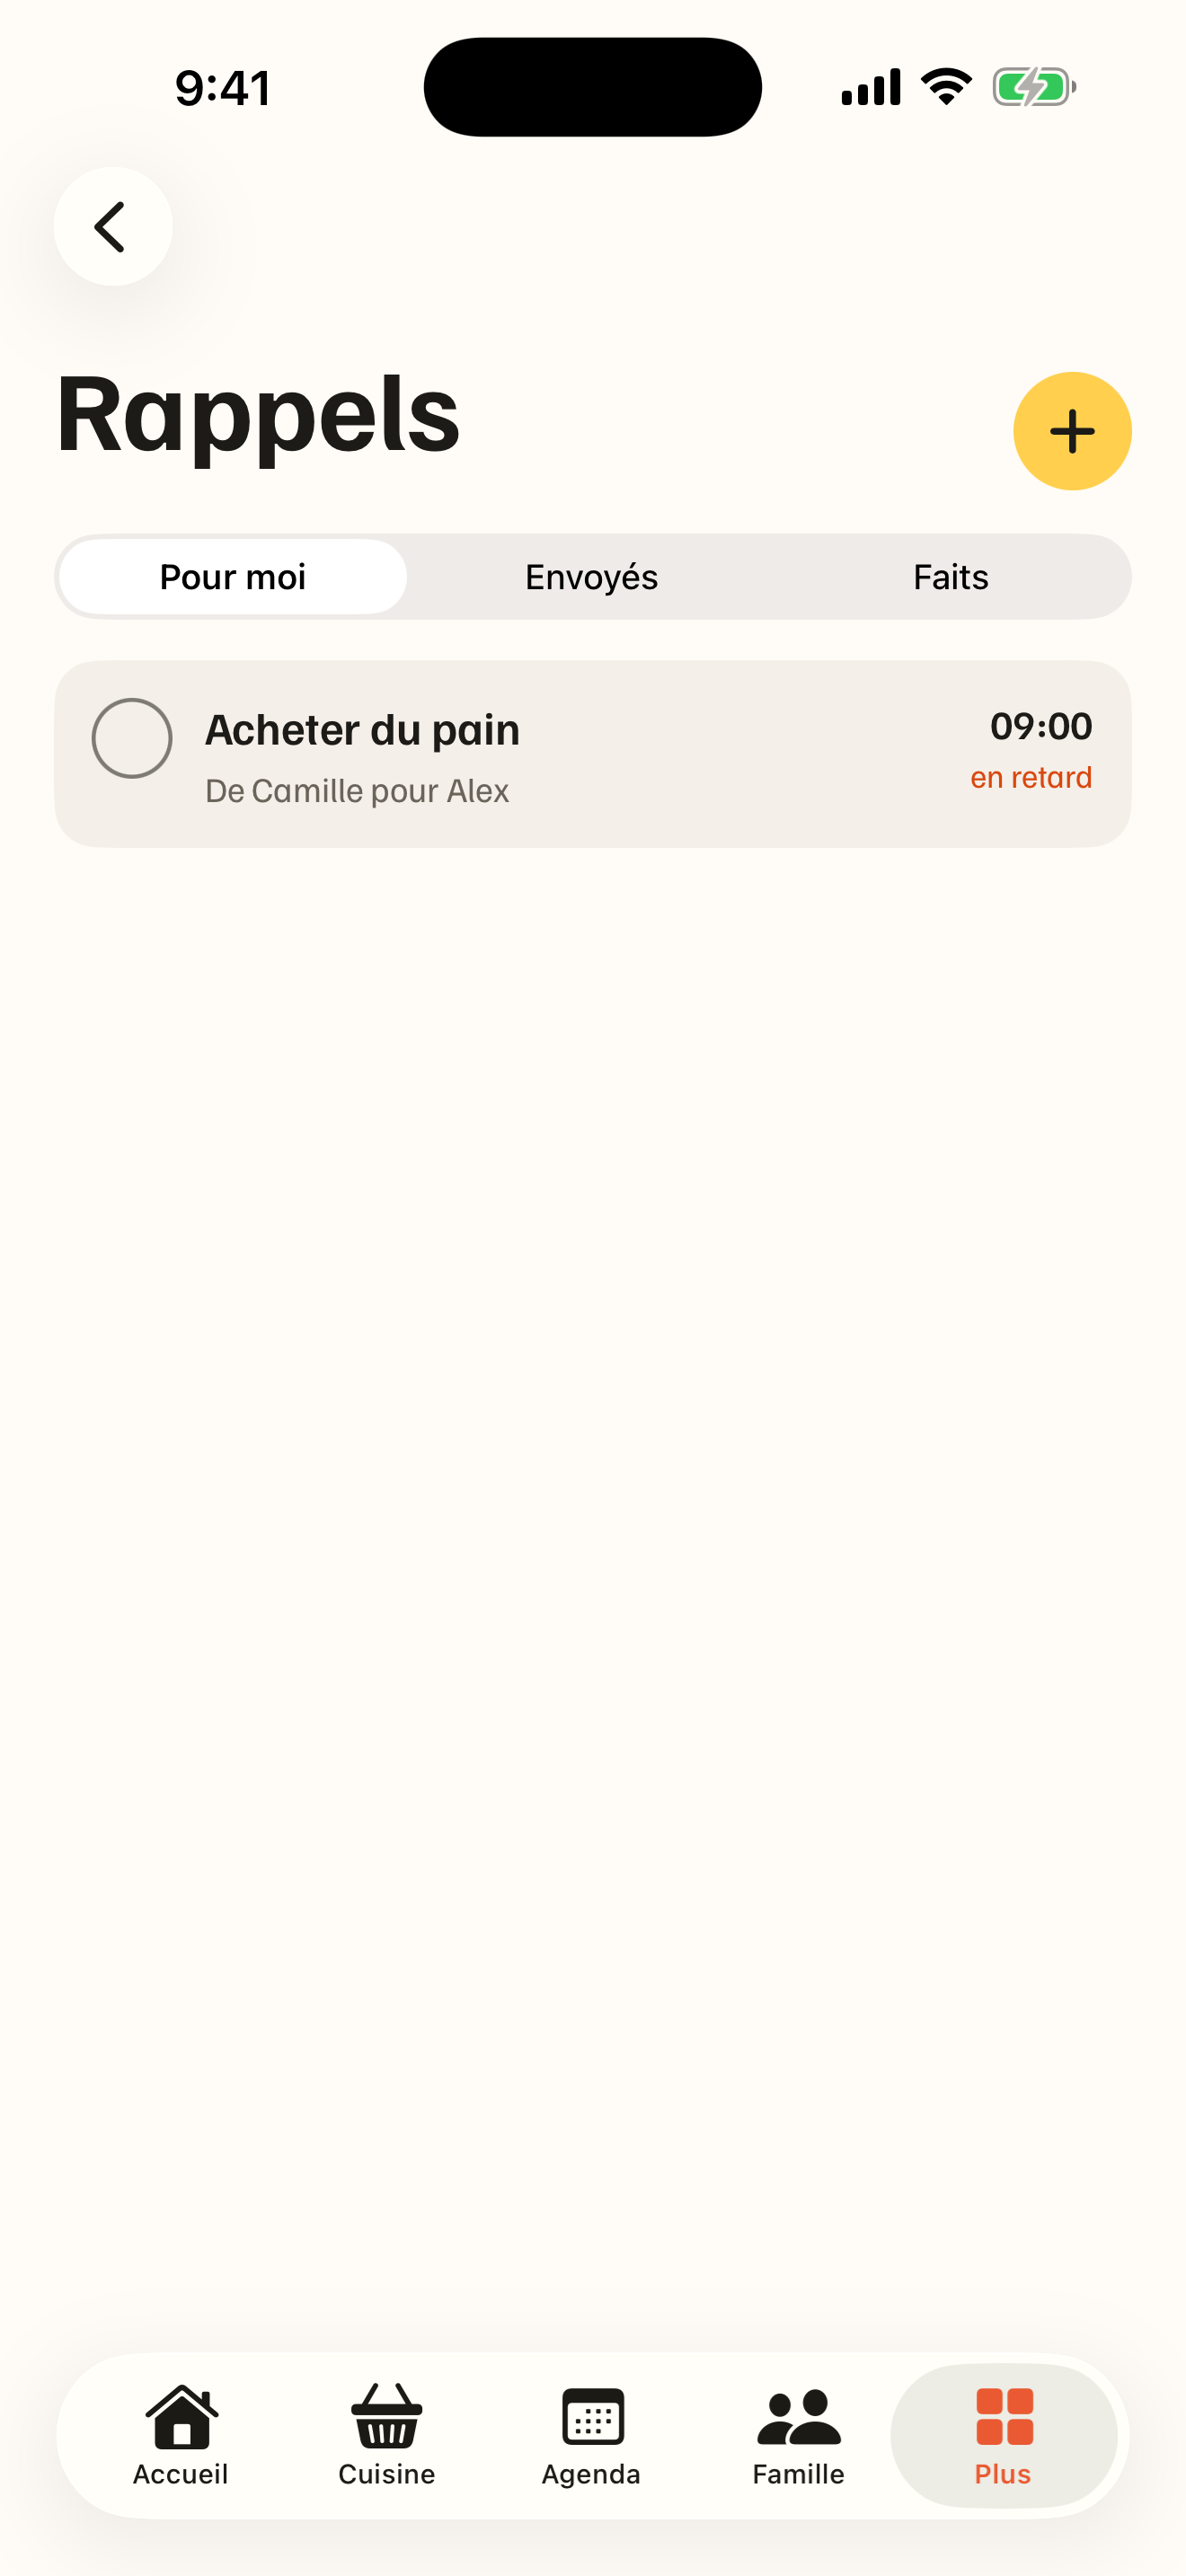 9:41
Rappels
Pour moi
Envoyés
Faits
Acheter du pain
09:00
De Camille pour Alex
en retard
Accueil
Cuisine
Agenda
Famille
Plus